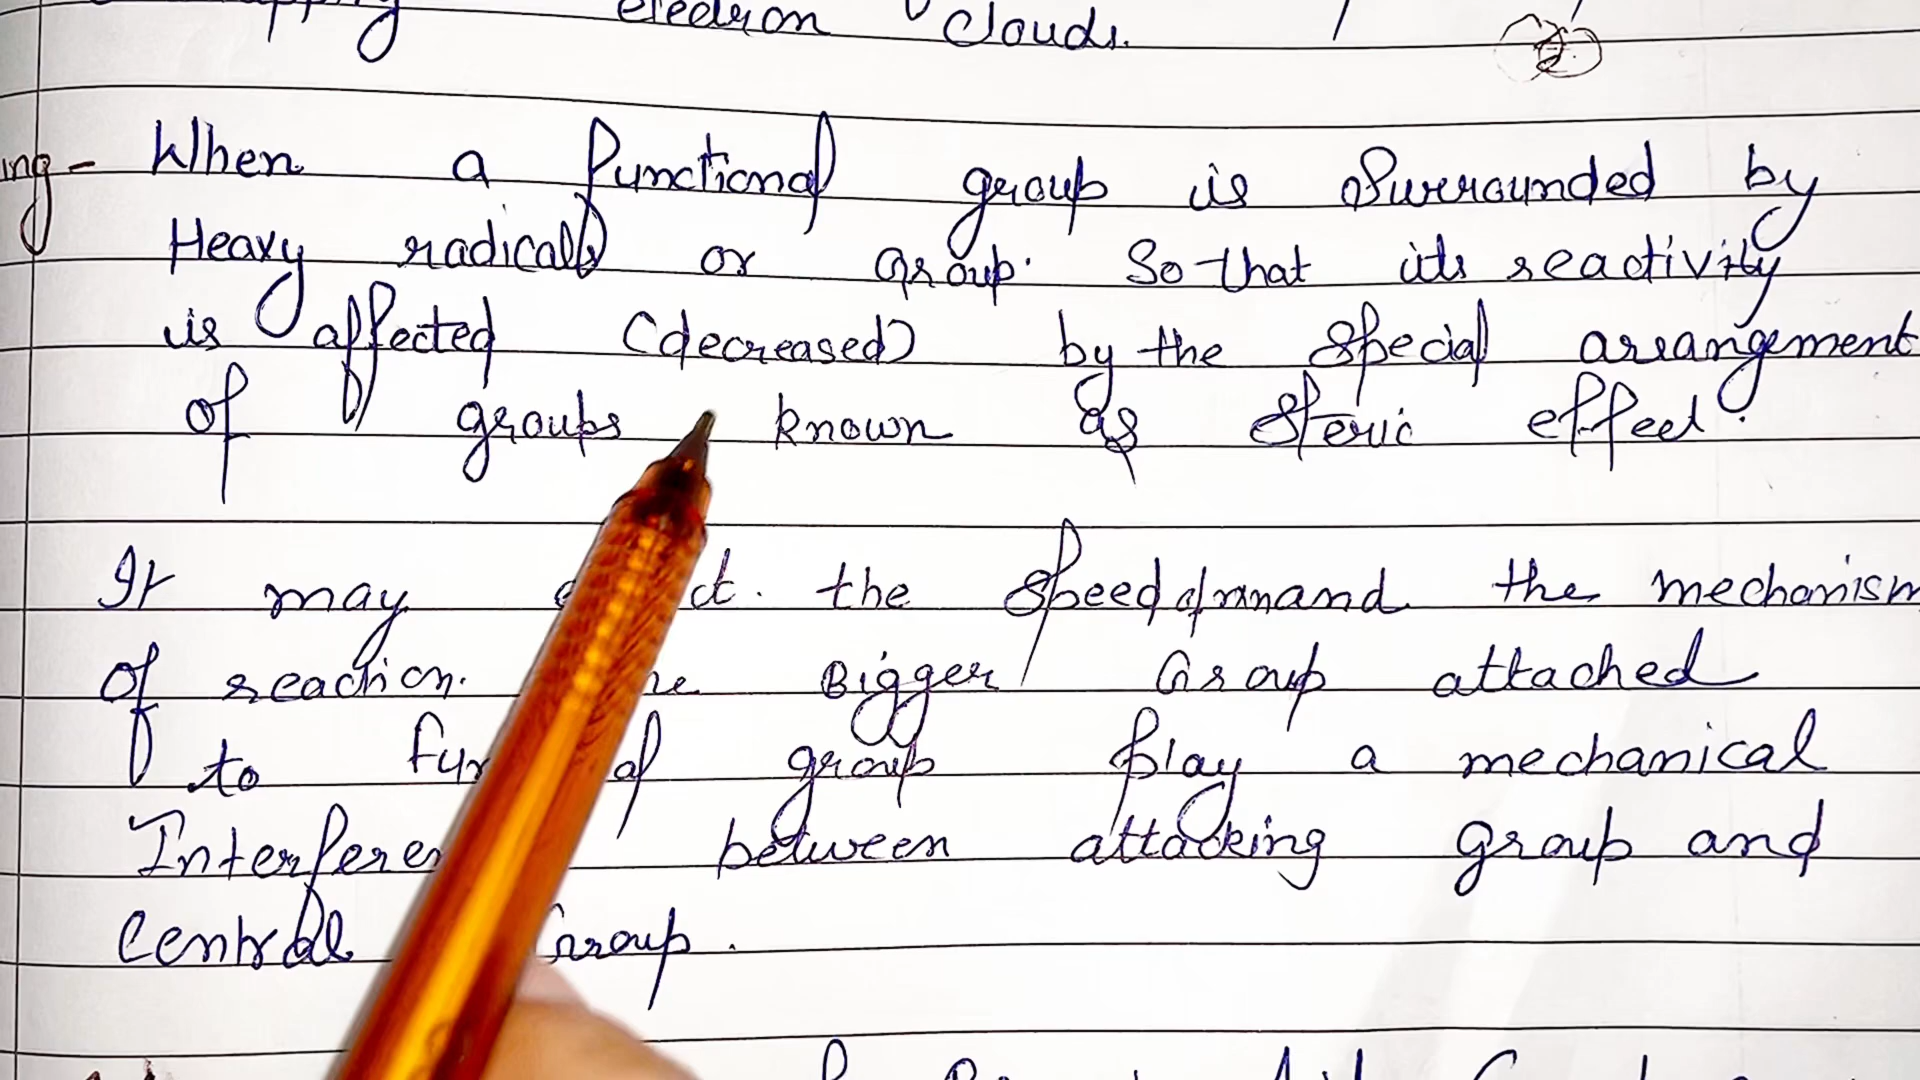 electron clouds.
When a functional group is surrounded by
Heavy radicals or group. So that its reactivity
is affected (decreased) by the special arrangement
of groups known as steric effect.
It may the speed of rxn and the mechanism
of reaction. Bigger Group attached
to group play a mechanical
between attacking group and
central Group.